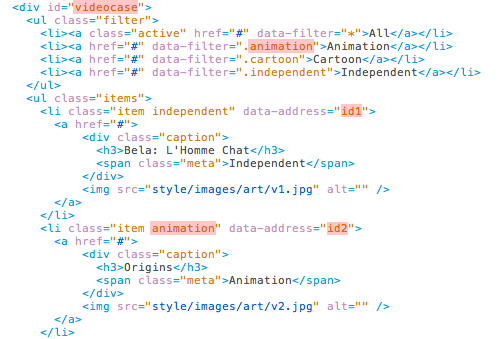 <div id="videocase">
<ul class="filter">
<li><a class="active" href="#" data-filter="*">All</a></li>
<li><a href="#" data-filter=".animation">Animation</a></li>
<li><a href="#" data-filter=".cartoon">Cartoon</a></li>
<li><a href="#" data-filter=".independent">Independent</a></li>
</ul>
<ul class="items">
<li class="item independent" data-address="id1">
<a href="#">
<div class="caption">
<h3>Bela: L'Homme Chat</h3>
<span class="meta">Independent</span>
</div>
<img src="style/images/art/v1.jpg" alt="" />
</a>
</li>
<li class="item animation" data-address="id2">
<a href="#">
<div class="caption">
<h3>Origins</h3>
<span class="meta">Animation</span>
</div>
<img src="style/images/art/v2.jpg" alt="" />
</a>
</li>